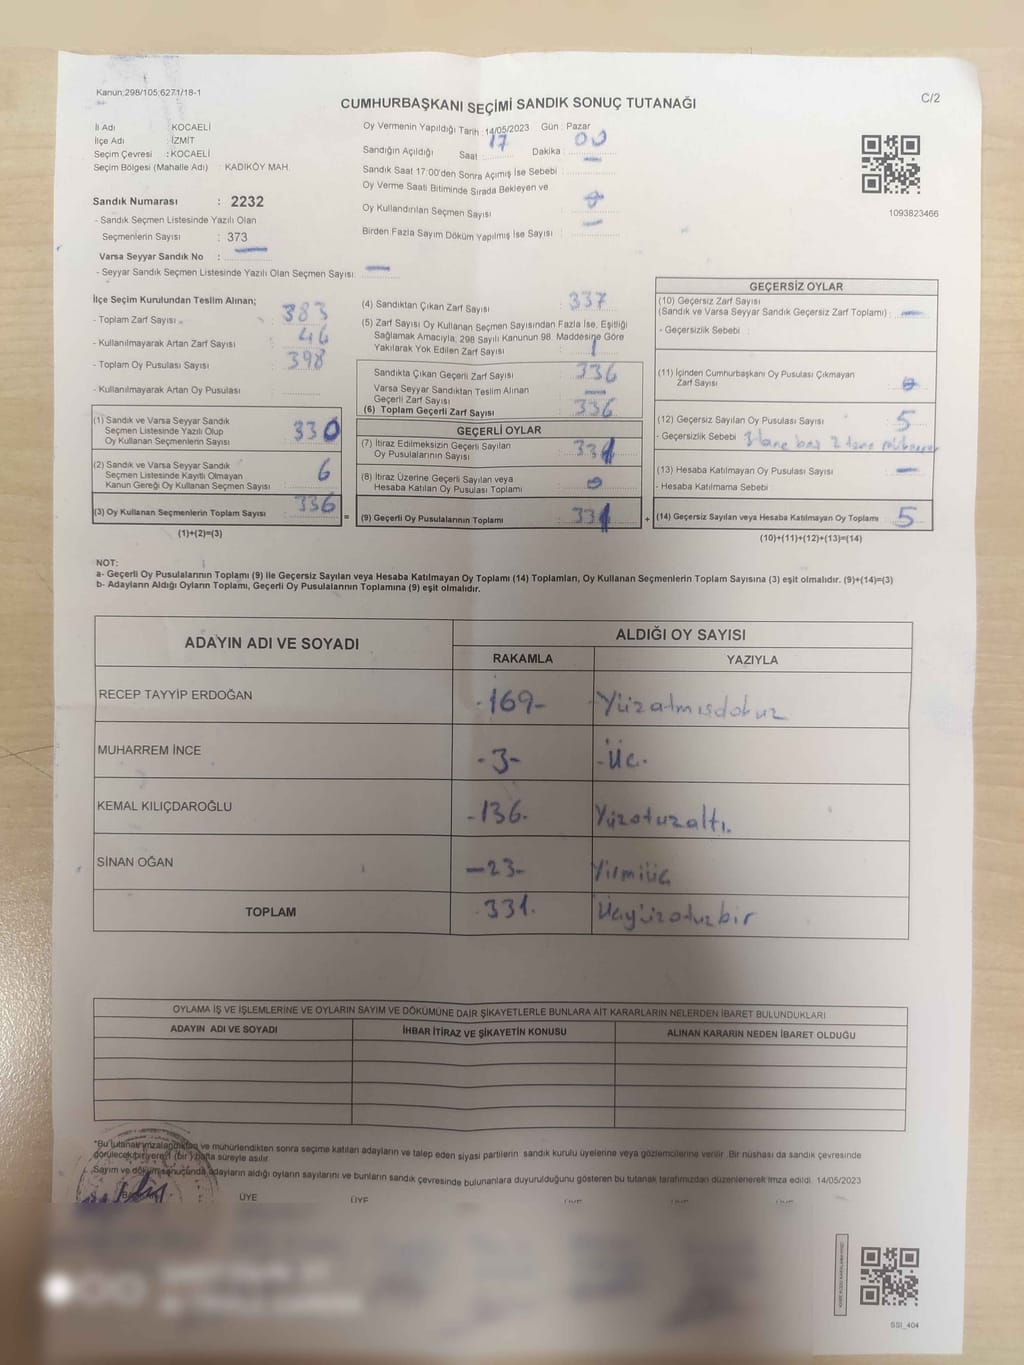 Kanun:298/105,6271/18-1
CUMHURBAŞKANI SEÇİMİ SANDIK SONUÇ TUTANAĞI
C/2
İl Adı : KOCAELİ
İlçe Adı : İZMİT
Seçim Çevresi : KOCAELİ
Seçim Bölgesi (Mahalle Adı) : KADIKÖY MAH.
Sandık Numarası : 2232
- Sandık Seçmen Listesinde Yazılı Olan
Seçmenlerin Sayısı : 373
Varsa Seyyar Sandık No : —
- Seyyar Sandık Seçmen Listesinde Yazılı Olan Seçmen Sayısı: —
Oy Vermenin Yapıldığı Tarih : 14/05/2023 Gün : Pazar
Sandığın Açıldığı Saat : 17 Dakika : 00
Sandık Saat 17:00'den Sonra Açımış İse Sebebi : —
Oy Verme Saati Bitiminde Sırada Bekleyen ve
Oy Kullandırılan Seçmen Sayısı
Birden Fazla Sayım Döküm Yapılmış İse Sayısı : —
1093823466
İlçe Seçim Kurulundan Teslim Alınan;
- Toplam Zarf Sayısı : 383
- Kullanılmayarak Artan Zarf Sayısı : 46
- Toplam Oy Pusulası Sayısı : 398
- Kullanılmayarak Artan Oy Pusulası
(1) Sandık ve Varsa Seyyar Sandık
Seçmen Listesinde Yazılı Olup
Oy Kullanan Seçmenlerin Sayısı 330
(2) Sandık ve Varsa Seyyar Sandık
Seçmen Listesinde Kayıtlı Olmayan
Kanun Gereği Oy Kullanan Seçmen Sayısı 6
(3) Oy Kullanan Seçmenlerin Toplam Sayısı 336
(1)+(2)=(3)
(4) Sandıktan Çıkan Zarf Sayısı 337
(5) Zarf Sayısı Oy Kullanan Seçmen Sayısından Fazla İse, Eşitliği
Sağlamak Amacıyla, 298 Sayılı Kanunun 98. Maddesine Göre
Yakılarak Yok Edilen Zarf Sayısı 1
Sandıkta Çıkan Geçerli Zarf Sayısı 336
Varsa Seyyar Sandıktan Teslim Alınan
Geçerli Zarf Sayısı —
(6) Toplam Geçerli Zarf Sayısı 336
GEÇERLİ OYLAR
(7) İtiraz Edilmeksizin Geçerli Sayılan
Oy Pusulalarının Sayısı 331
(8) İtiraz Üzerine Geçerli Sayılan veya
Hesaba Katılan Oy Pusulası Toplamı 0
= (9) Geçerli Oy Pusulalarının Toplamı 331
GEÇERSİZ OYLAR
(10) Geçersiz Zarf Sayısı
(Sandık ve Varsa Seyyar Sandık Geçersiz Zarf Toplamı) : —
- Geçersizlik Sebebi :
(11) İçinden Cumhurbaşkanı Oy Pusulası Çıkmayan
Zarf Sayısı 0
(12) Geçersiz Sayılan Oy Pusulası Sayısı 5
- Geçersizlik Sebebi 3 tane boş 2 tane
(13) Hesaba Katılmayan Oy Pusulası Sayısı —
- Hesaba Katılmama Sebebi
+ (14) Geçersiz Sayılan veya Hesaba Katılmayan Oy Toplamı 5
(10)+(11)+(12)+(13)=(14)
NOT:
a- Geçerli Oy Pusulalarının Toplamı (9) ile Geçersiz Sayılan veya Hesaba Katılmayan Oy Toplamı (14) Toplamları, Oy Kullanan Seçmenlerin Toplam Sayısına (3) eşit olmalıdır. (9)+(14)=(3)
b- Adayların Aldığı Oyların Toplamı, Geçerli Oy Pusulalarının Toplamına (9) eşit olmalıdır.
ADAYIN ADI VE SOYADI ALDIĞI OY SAYISI
RAKAMLA YAZIYLA
RECEP TAYYİP ERDOĞAN -169- Yüzatmışdokuz
MUHARREM İNCE -3- -Üç-
KEMAL KILIÇDAROĞLU -136- Yüzotuzaltı.
SİNAN OĞAN -23- Yirmiüç
TOPLAM 331. Üçyüzotuzbir
OYLAMA İŞ VE İŞLEMLERİNE VE OYLARIN SAYIM VE DÖKÜMÜNE DAİR ŞİKAYETLERLE BUNLARA AİT KARARLARIN NELERDEN İBARET BULUNDUKLARI
ADAYIN ADI VE SOYADI İHBAR İTİRAZ VE ŞİKAYETİN KONUSU ALINAN KARARIN NEDEN İBARET OLDUĞU
*Bu tutanak imzalandıktan ve mühürlendikten sonra seçime katılan adayların ve talep eden siyasi partilerin sandık kurulu üyelerine veya gözlemcilerine verilir. Bir nüshası da sandık çevresinde
görülecek bir yere 1 (bir) hafta süreyle asılır.
Sayım ve döküm sonucunda adayların aldığı oyların sayılarını ve bunların sandık çevresinde bulunanlara duyurulduğunu gösteren bu tutanak tarafımızdan düzenlenerek imza edildi. 14/05/2023
ÜYE ÜYE
SSI_404